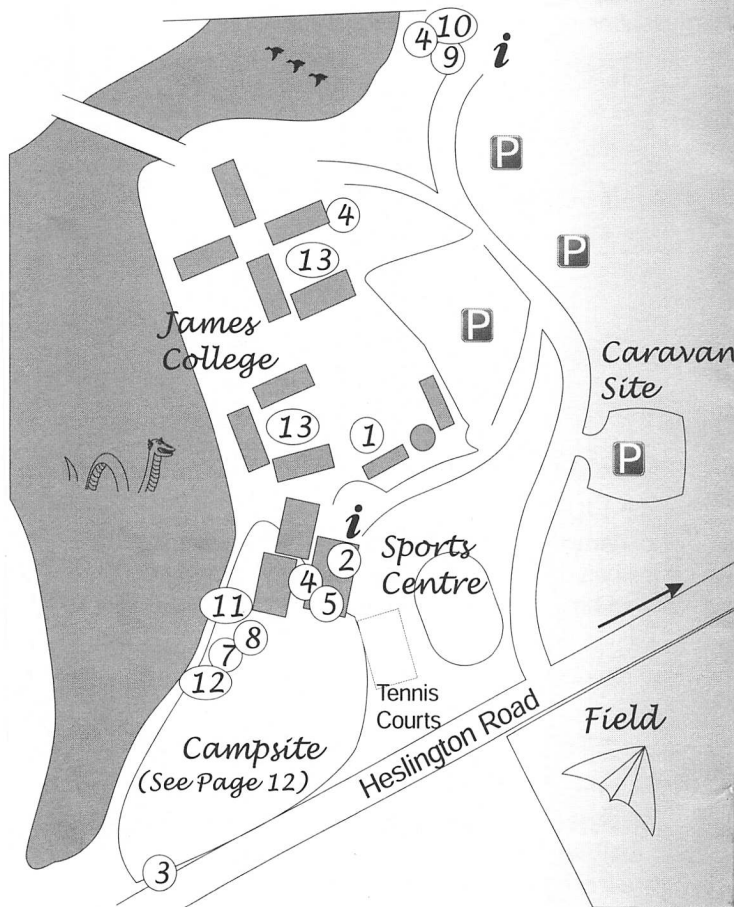 10
4
9
i
P
4
P
13
P
James
College
Caravan
Site
13
1
P
i
2
Sports
Centre
4
5
11
8
7
12
Tennis
Courts
Heslington Road
Field
Campsite
(See Page 12)
3